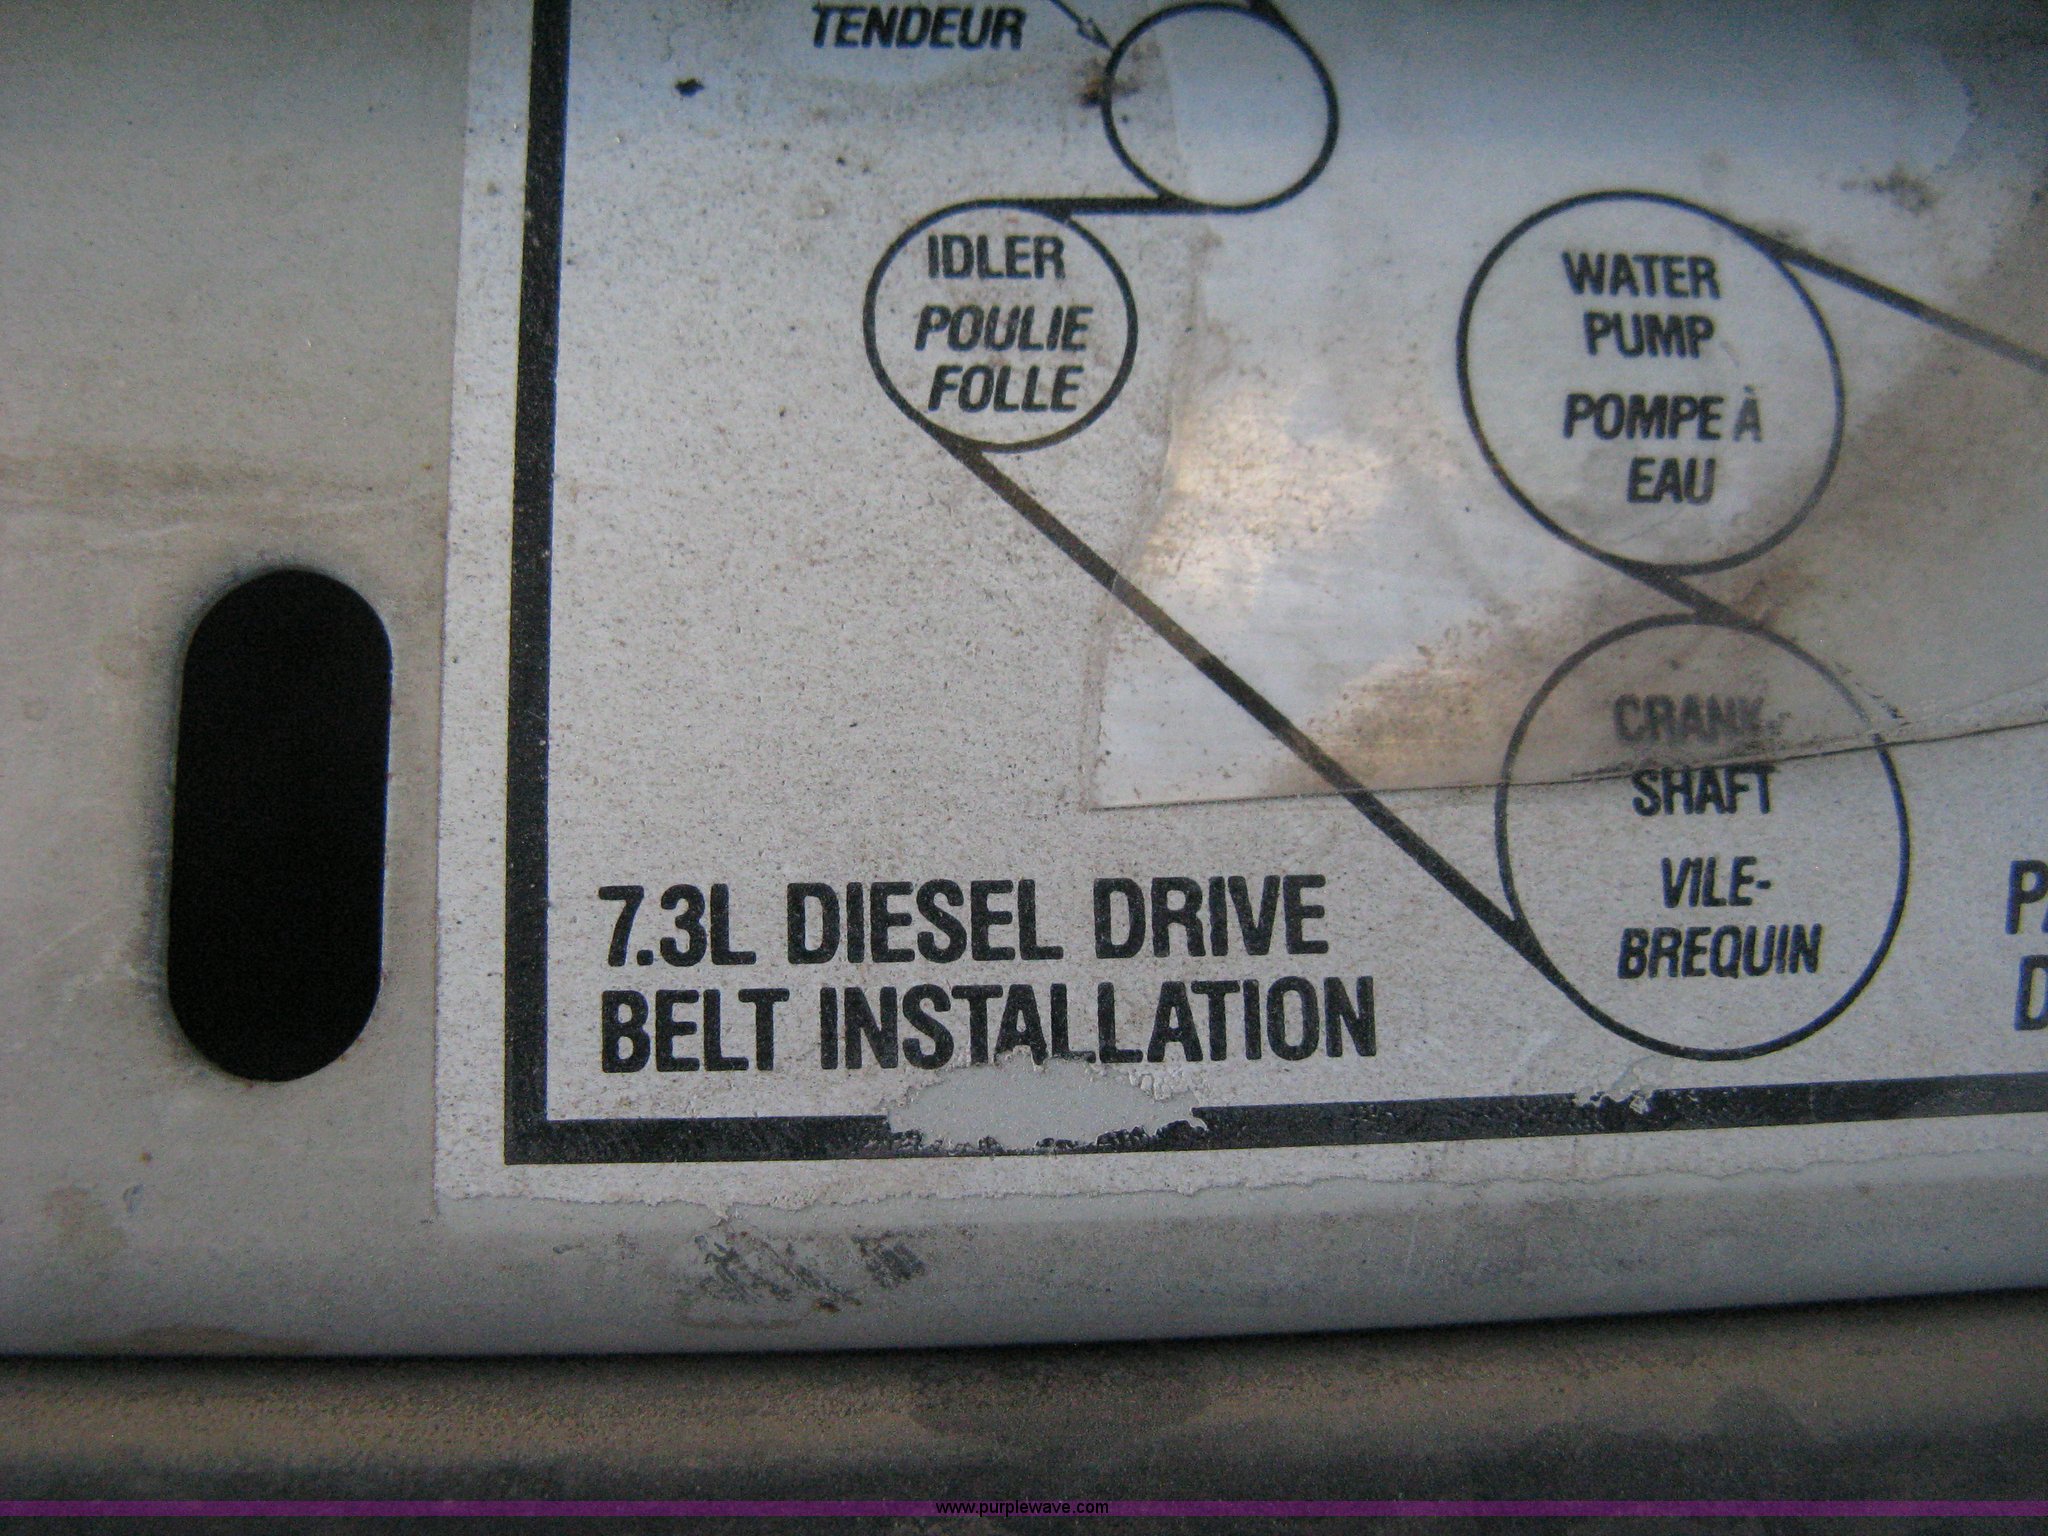 TENDEUR
IDLER
POULIE
FOLLE
WATER
PUMP
POMPE À
EAU
CRANK-
SHAFT
VILE-
BREQUIN
7.3L DIESEL DRIVE
BELT INSTALLATION
www.purplewave.com